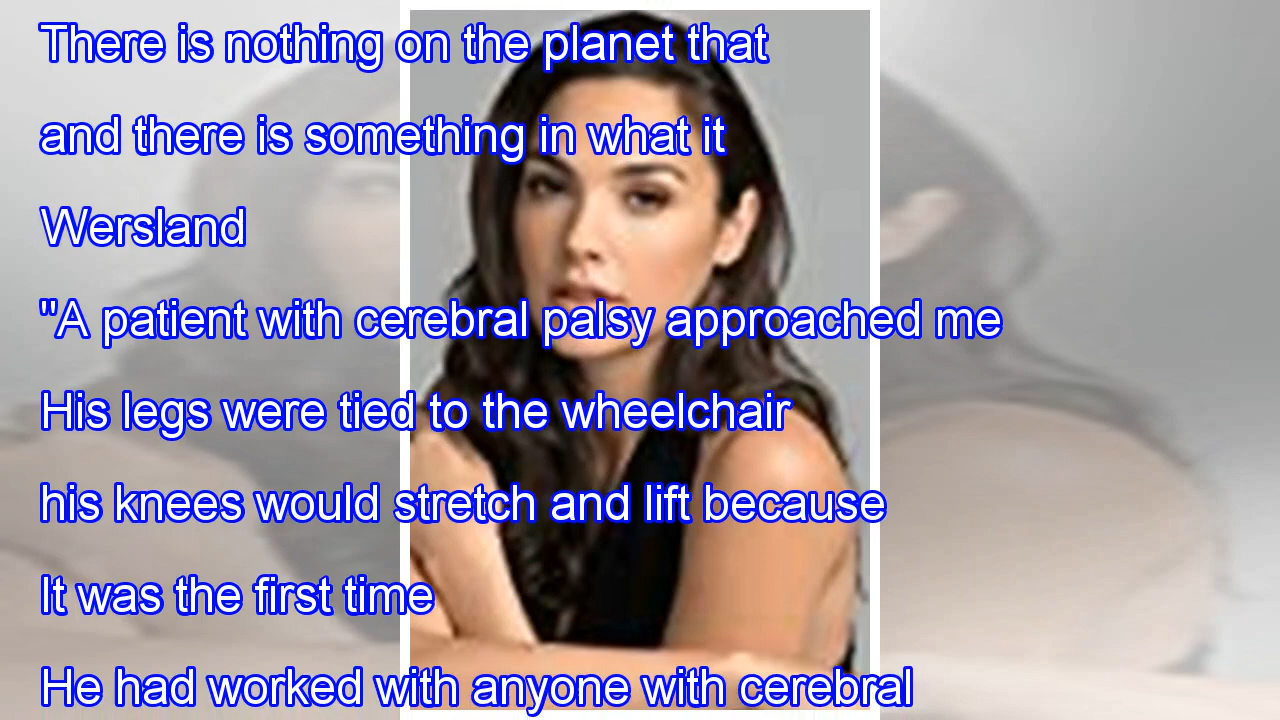 There is nothing on the planet that
and there is something in what it
Wersland
"A patient with cerebral palsy approached me
His legs were tied to the wheelchair
his knees would stretch and lift because
It was the first time
He had worked with anyone with cerebral